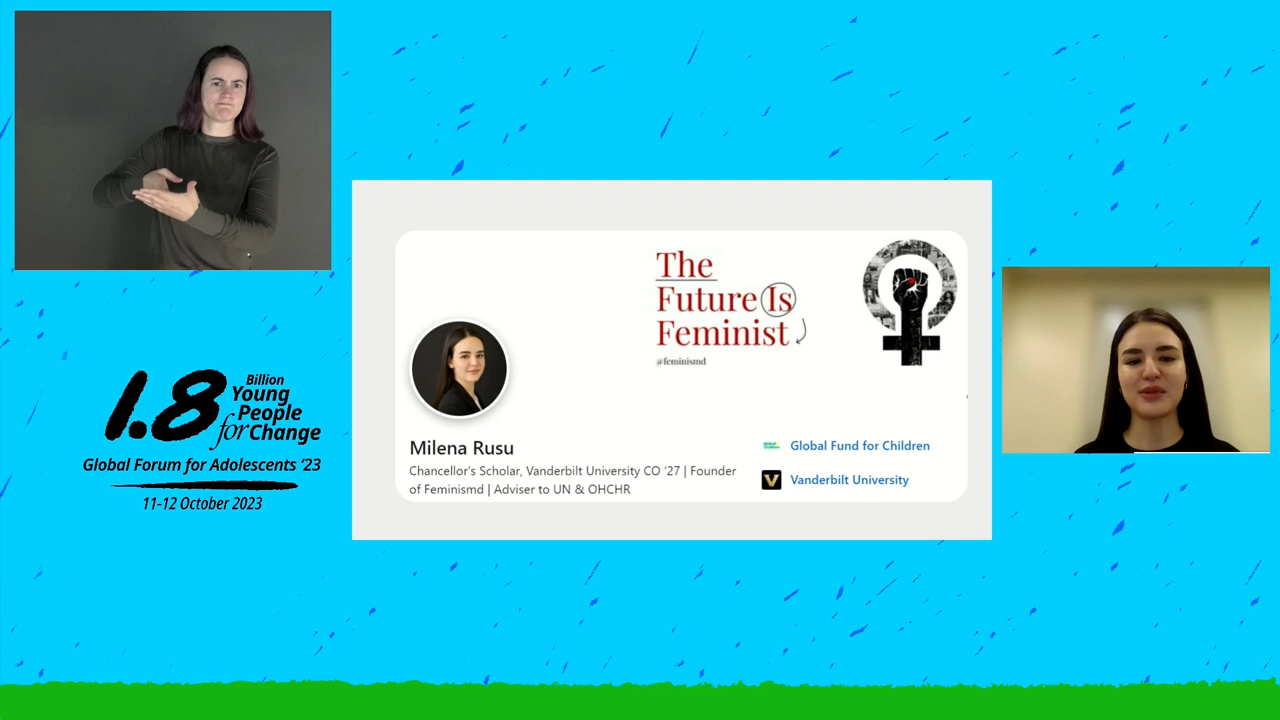 1.8
Billion
Young
People
for Change
Global Forum for Adolescents ‘23
11-12 October 2023
The
Future Is
Feminist
@feminismd
Milena Rusu
Chancellor's Scholar, Vanderbilt University CO '27 | Founder
of Feminismd | Adviser to UN & OHCHR
Global Fund for Children
V
Vanderbilt University